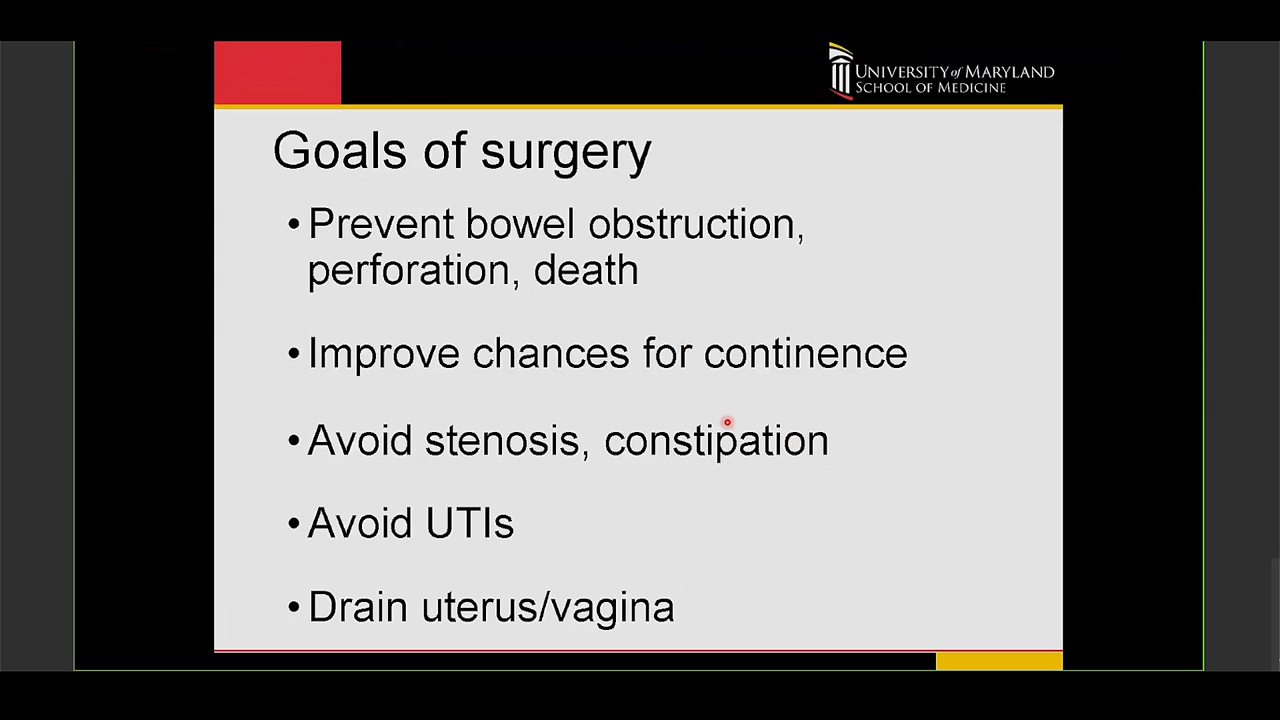 UNIVERSITY of MARYLAND
SCHOOL OF MEDICINE
Goals of surgery
• Prevent bowel obstruction,
perforation, death
• Improve chances for continence
• Avoid stenosis, constipation
• Avoid UTIs
• Drain uterus/vagina